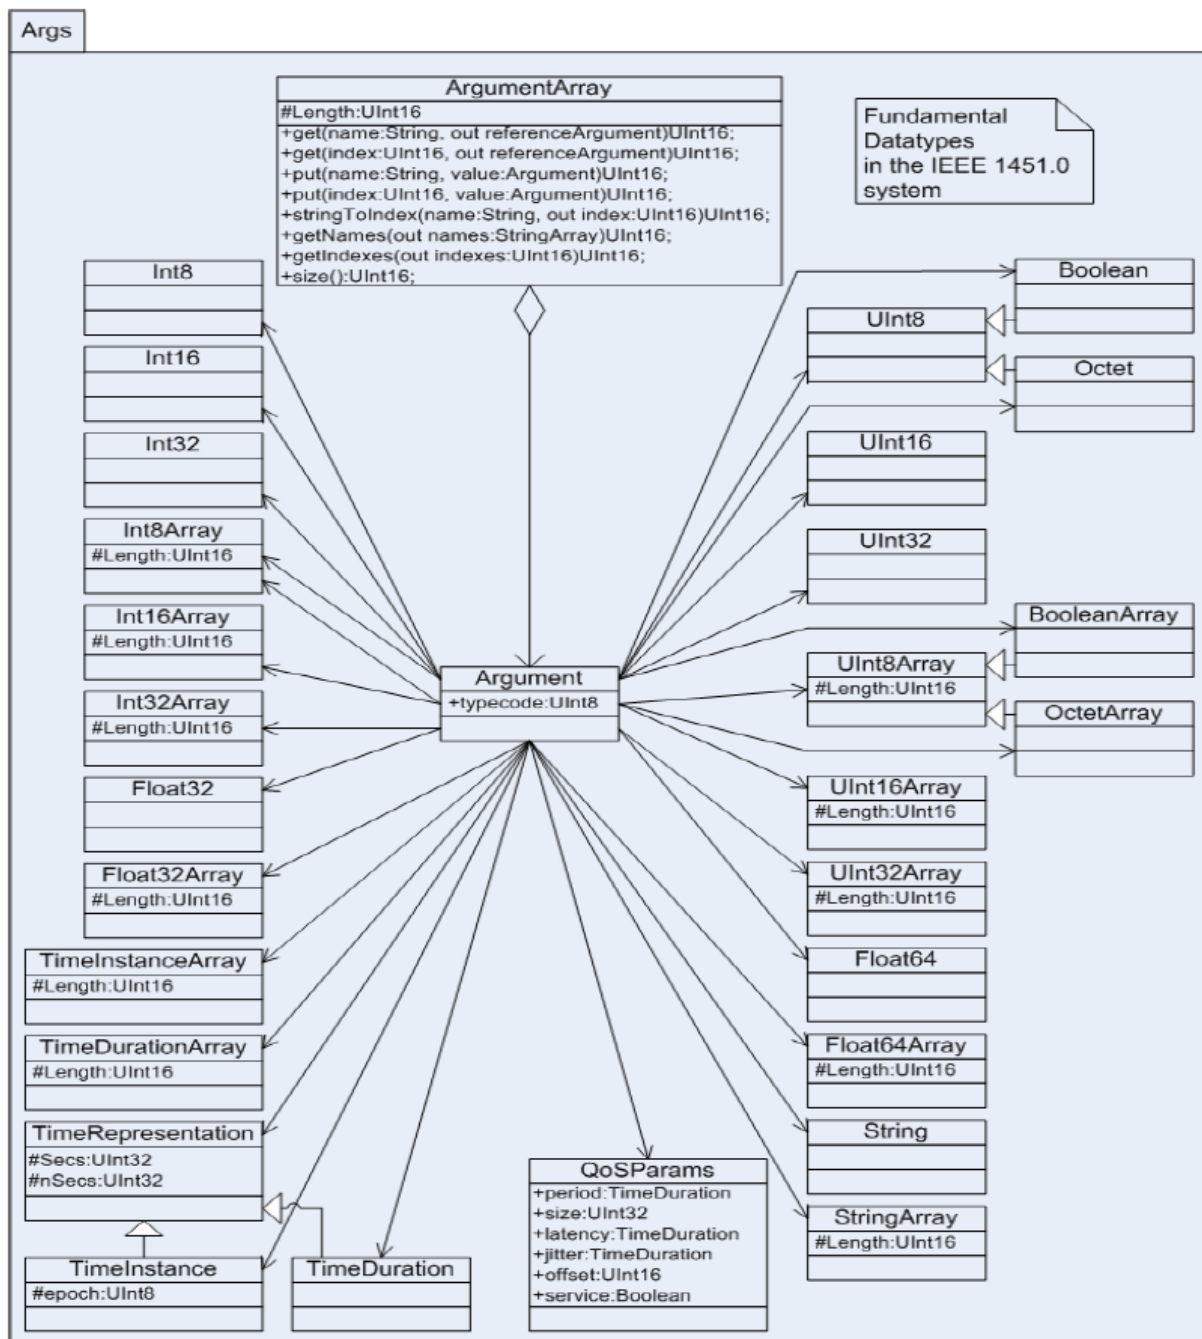 Args
ArgumentArray
#Length:UInt16
+get(name:String, out referenceArgument)UInt16;
+get(index:UInt16, out referenceArgument)UInt16;
+put(name:String, value:Argument)UInt16;
+put(index:UInt16, value:Argument)UInt16;
+stringToIndex(name:String, out index:UInt16)UInt16;
+getNames(out names:StringArray)UInt16;
+getIndexes(out indexes:UInt16)UInt16;
+size():UInt16;
Fundamental
Datatypes
in the IEEE 1451.0
system
Int8
Int16
Int32
Int8Array
#Length:UInt16
Int16Array
#Length:UInt16
Int32Array
#Length:UInt16
Float32
Float32Array
#Length:UInt16
TimeInstanceArray
#Length:UInt16
TimeDurationArray
#Length:UInt16
TimeRepresentation
#Secs:UInt32
#nSecs:UInt32
TimeInstance
#epoch:UInt8
TimeDuration
Argument
+typecode:UInt8
QoSParams
+period:TimeDuration
+size:UInt32
+latency:TimeDuration
+jitter:TimeDuration
+offset:UInt16
+service:Boolean
Boolean
UInt8
Octet
UInt16
UInt32
BooleanArray
UInt8Array
#Length:UInt16
OctetArray
UInt16Array
#Length:UInt16
UInt32Array
#Length:UInt16
Float64
Float64Array
#Length:UInt16
String
StringArray
#Length:UInt16